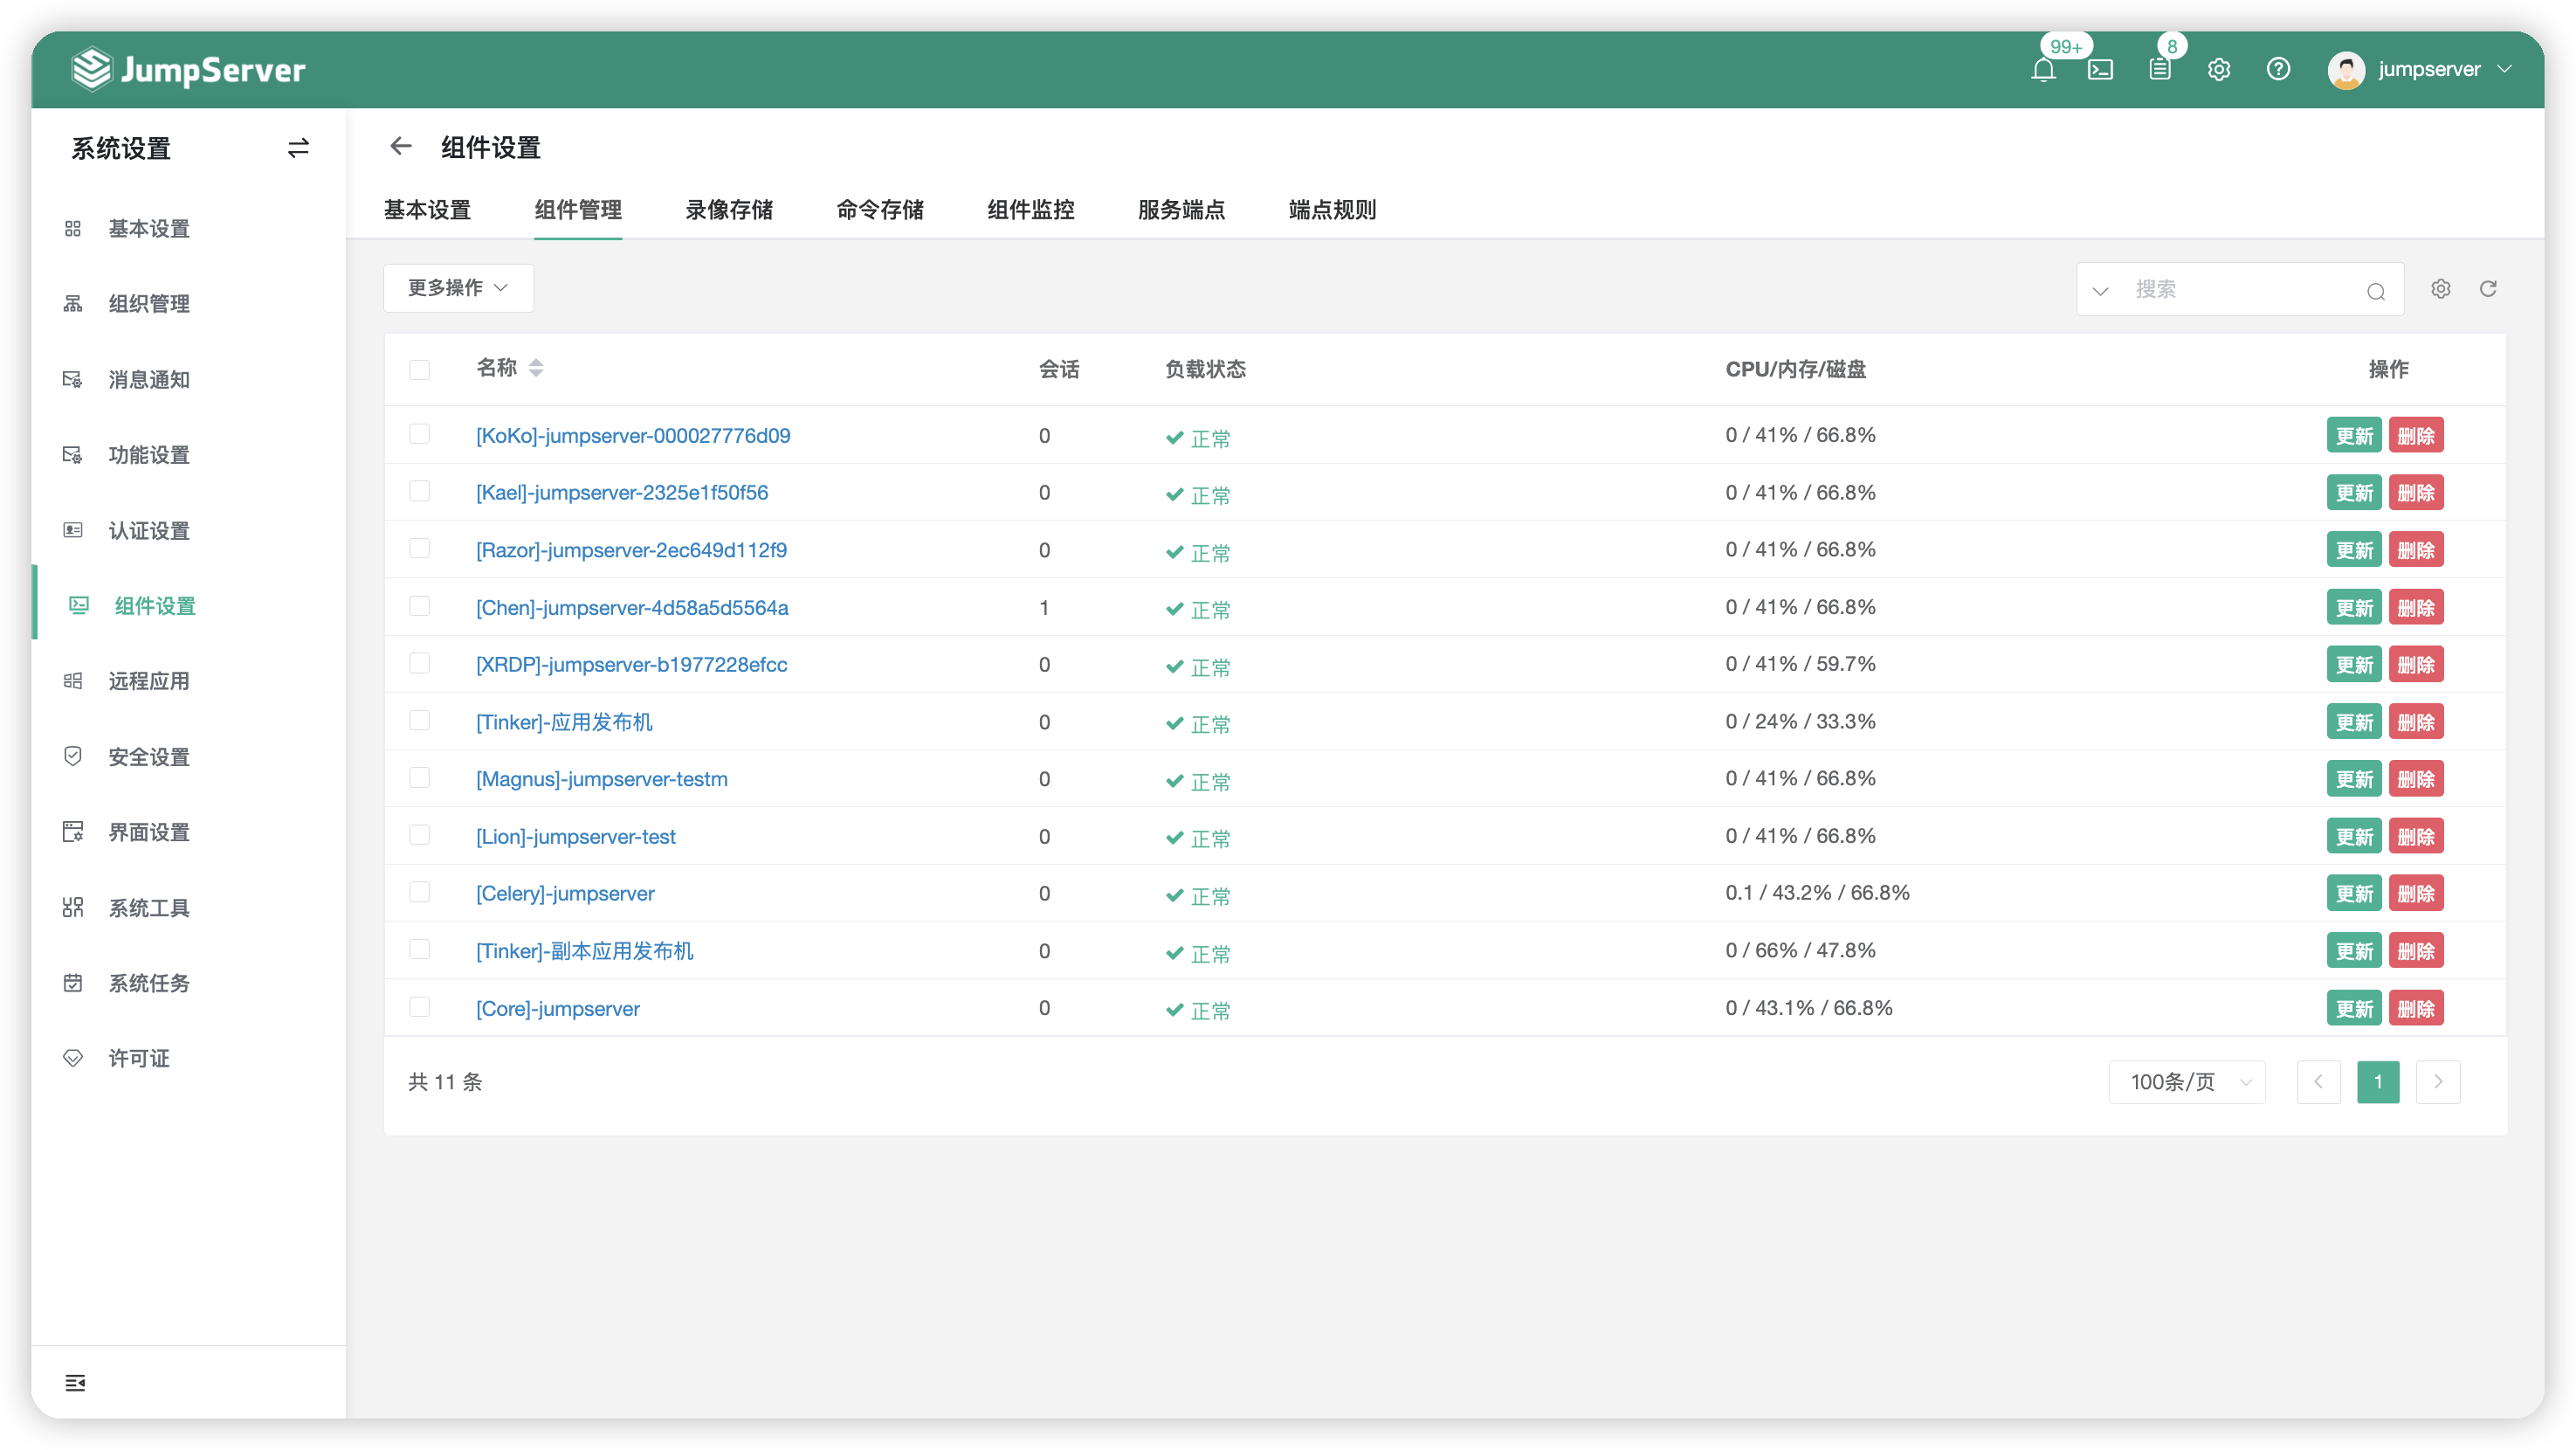 JumpServer
99+
8
jumpserver
系统设置
基本设置
组织管理
消息通知
功能设置
认证设置
组件设置
远程应用
安全设置
界面设置
系统工具
系统任务
许可证
组件设置
基本设置 组件管理 录像存储 命令存储 组件监控 服务端点 端点规则
更多操作
搜索
名称 会话 负载状态 CPU/内存/磁盘 操作
[KoKo]-jumpserver-000027776d09 0 正常 0 / 41% / 66.8% 更新 删除
[Kael]-jumpserver-2325e1f50f56 0 正常 0 / 41% / 66.8% 更新 删除
[Razor]-jumpserver-2ec649d112f9 0 正常 0 / 41% / 66.8% 更新 删除
[Chen]-jumpserver-4d58a5d5564a 1 正常 0 / 41% / 66.8% 更新 删除
[XRDP]-jumpserver-b1977228efcc 0 正常 0 / 41% / 59.7% 更新 删除
[Tinker]-应用发布机 0 正常 0 / 24% / 33.3% 更新 删除
[Magnus]-jumpserver-testm 0 正常 0 / 41% / 66.8% 更新 删除
[Lion]-jumpserver-test 0 正常 0 / 41% / 66.8% 更新 删除
[Celery]-jumpserver 0 正常 0.1 / 43.2% / 66.8% 更新 删除
[Tinker]-副本应用发布机 0 正常 0 / 66% / 47.8% 更新 删除
[Core]-jumpserver 0 正常 0 / 43.1% / 66.8% 更新 删除
共 11 条
100条/页
1